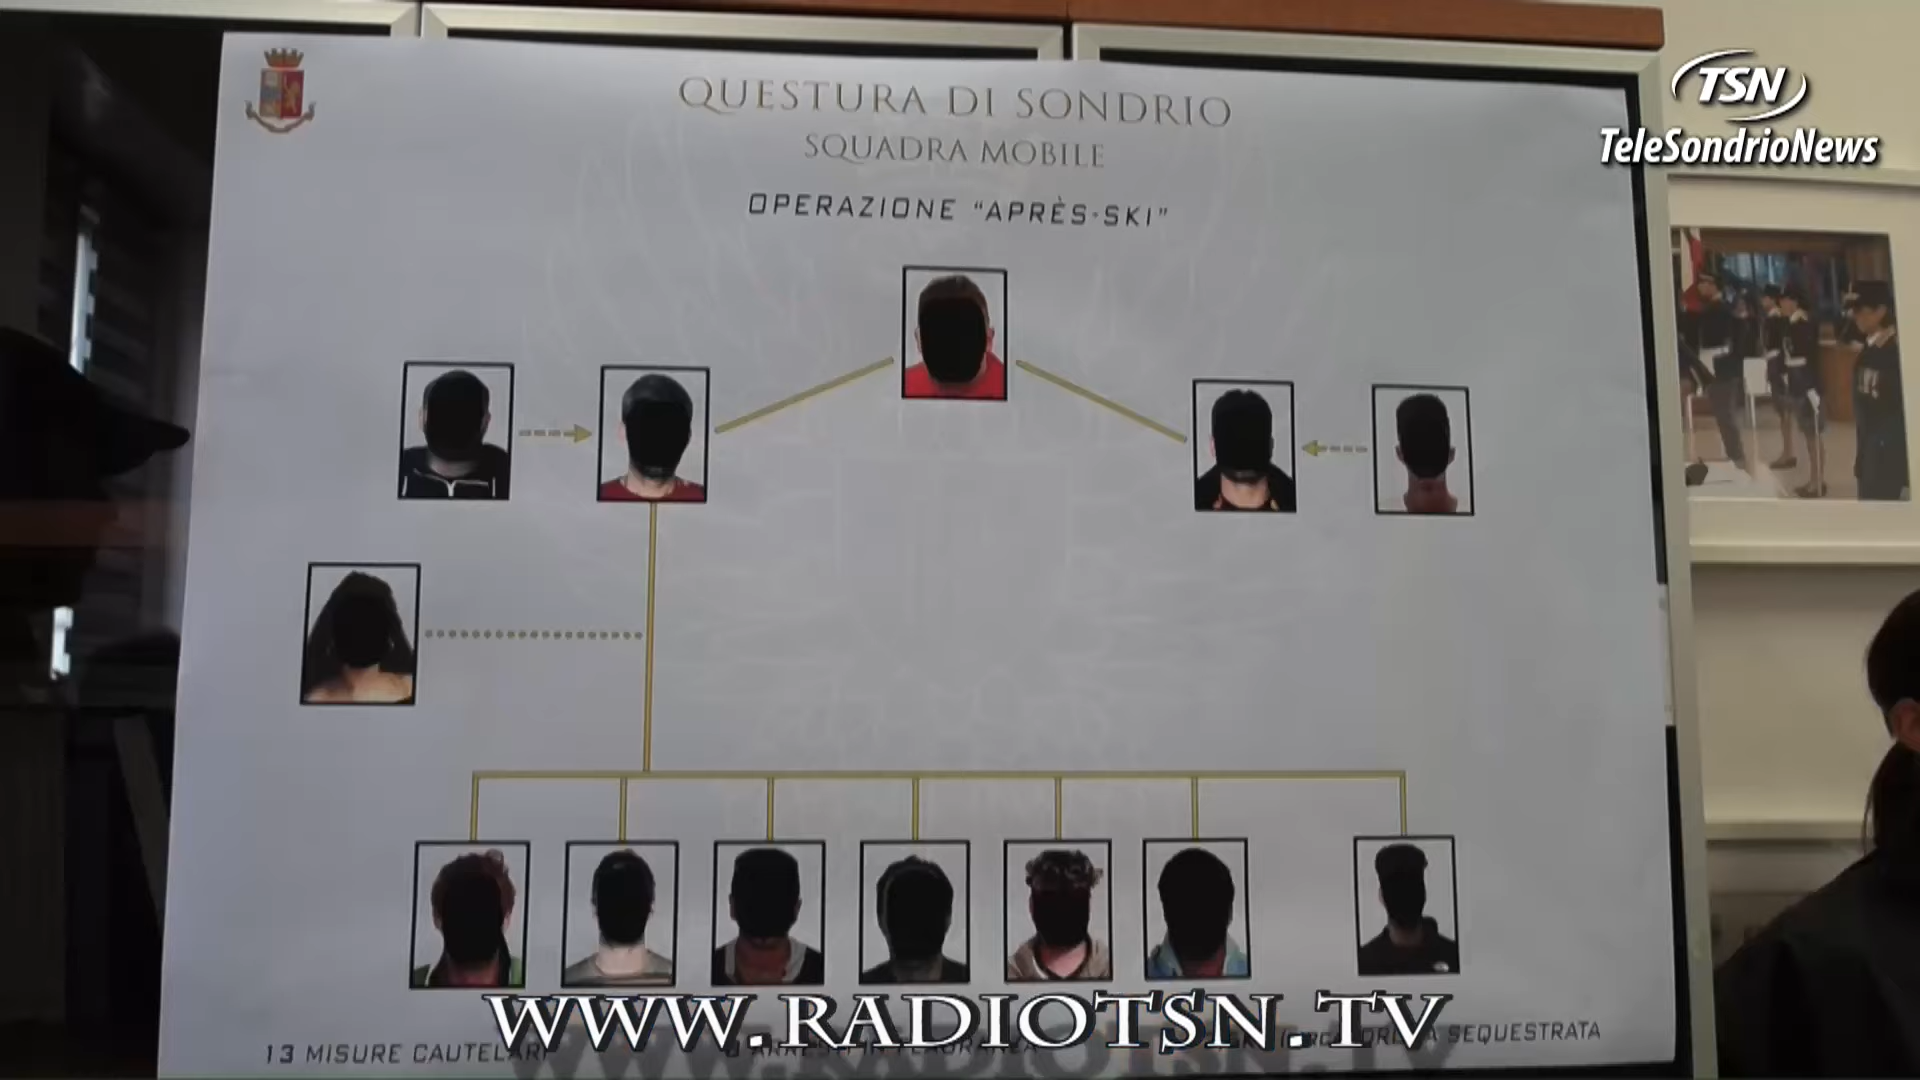 QUESTURA DI SONDRIO
SQUADRA MOBILE
OPERAZIONE "APRÈS-SKI"
TSN
TeleSondrioNews
WWW.RADIOTSN.TV
13 MISURE CAUTELARI
SEQUESTRATA